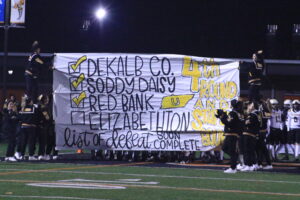 DEKALB CO.
SODDY DAISY
RED BANK
ELIZABETHTON
list of defeat SOON COMPLETE
4TH
ROUND